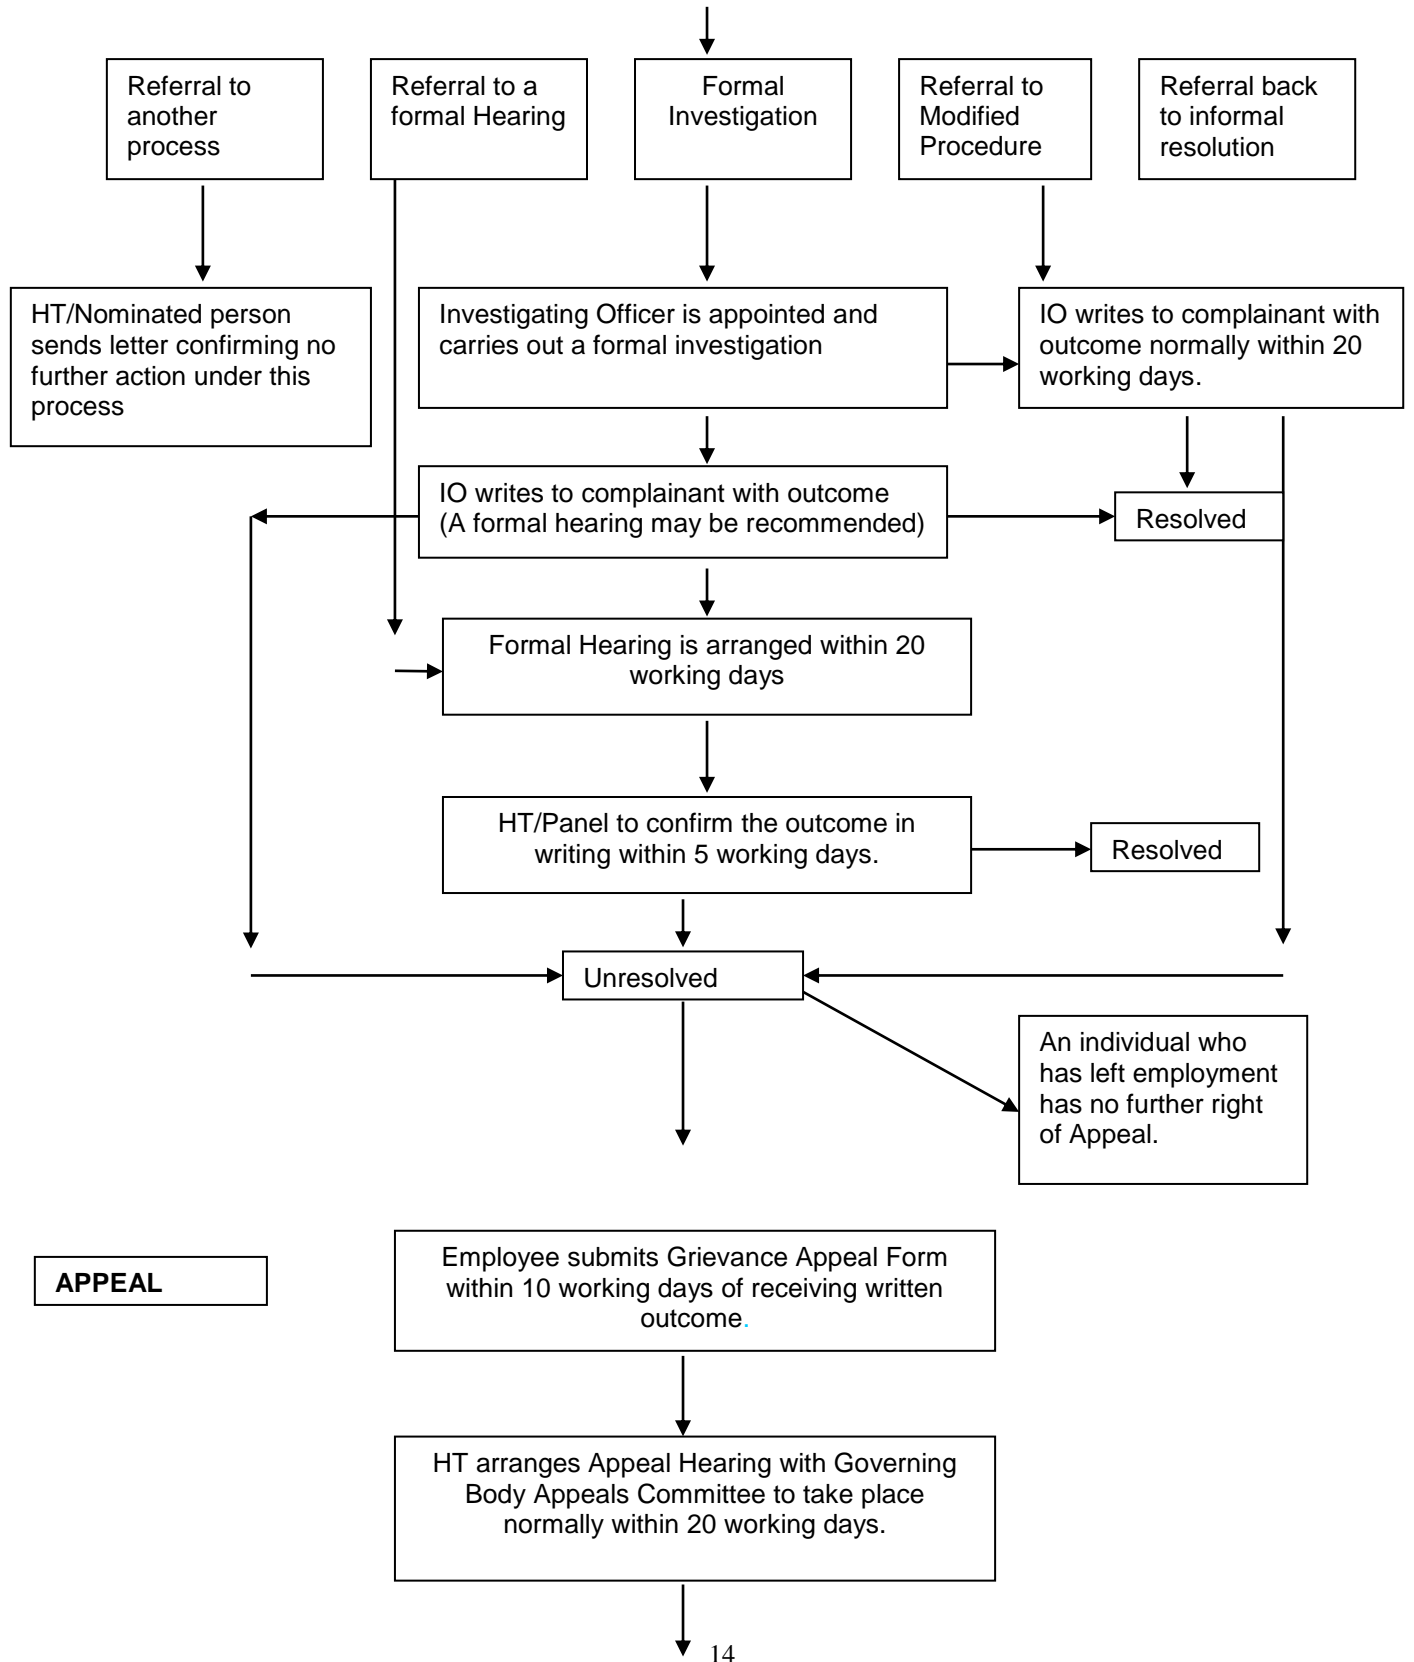 Referral to
another
process
Referral to a
formal Hearing
Formal
Investigation
Referral to
Modified
Procedure
Referral back
to informal
resolution
HT/Nominated person
sends letter confirming no
further action under this
process
Investigating Officer is appointed and
carries out a formal investigation
IO writes to complainant with
outcome normally within 20
working days.
IO writes to complainant with outcome
(A formal hearing may be recommended)
Resolved
Formal Hearing is arranged within 20
working days
HT/Panel to confirm the outcome in
writing within 5 working days.
Resolved
Unresolved
An individual who
has left employment
has no further right
of Appeal.
APPEAL
Employee submits Grievance Appeal Form
within 10 working days of receiving written
outcome.
HT arranges Appeal Hearing with Governing
Body Appeals Committee to take place
normally within 20 working days.
14